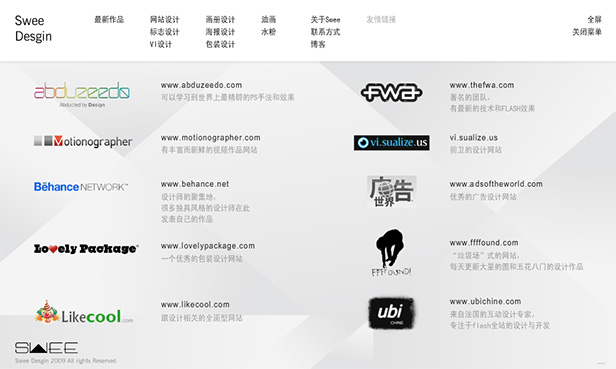 Swee
Desgin
最新作品
网站设计
标志设计
VI设计
画册设计
海报设计
包装设计
油画
水粉
关于Swee
联系方式
博客
友情链接
全屏
关闭菜单
abduzeedo
Abducted by Design
www.abduzeedo.com
可以学习到世界上最精辟的PS手法和效果
Motionographer
www.motionographer.com
有丰富而新鲜的视频作品网站
Bēhance NETWORK™
www.behance.net
设计师的聚集地,
很多独具风格的设计师在此
发表自己的作品
Lovely Package®
www.lovelypackage.com
一个优秀的包装设计网站
Likecool.com
www.likecool.com
跟设计相关的全面型网站
fwa
www.thefwa.com
著名的团队,
有最新的技术和FLASH效果
vi.sualize.us
vi.sualize.us
前卫的设计网站
广告
世界
www.adsoftheworld.com
优秀的广告设计网站
FFFFOUND!
www.ffffound.com
“垃圾场”式的网站,
每天更新大量的图和五花八门的设计作品
ubi
CHINE
www.ubichine.com
来自法国的互动设计专家,
专注于flash全站的设计与开发
SWEE
Swee Desgin 2009 All rights Reserved